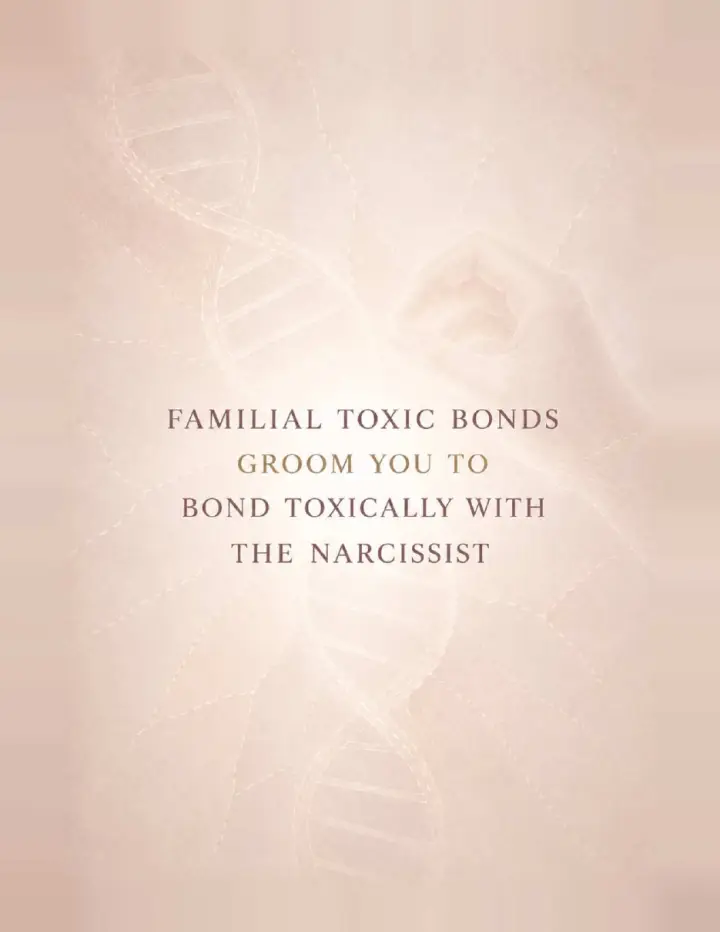 FAMILIAL TOXIC BONDS
GROOM YOU TO
BOND TOXICALLY WITH
THE NARCISSIST